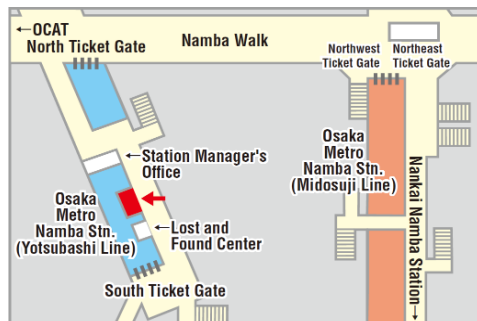 ←OCAT
North Ticket Gate
Namba Walk
Northwest
Ticket Gate
Northeast
Ticket Gate
←Station Manager's
Office
Osaka
Metro
Namba Stn.
(Midosuji Line)
Osaka
Metro
Namba Stn.
(Yotsubashi Line)
←Lost and
Found Center
South Ticket Gate
Nankai Namba Station→